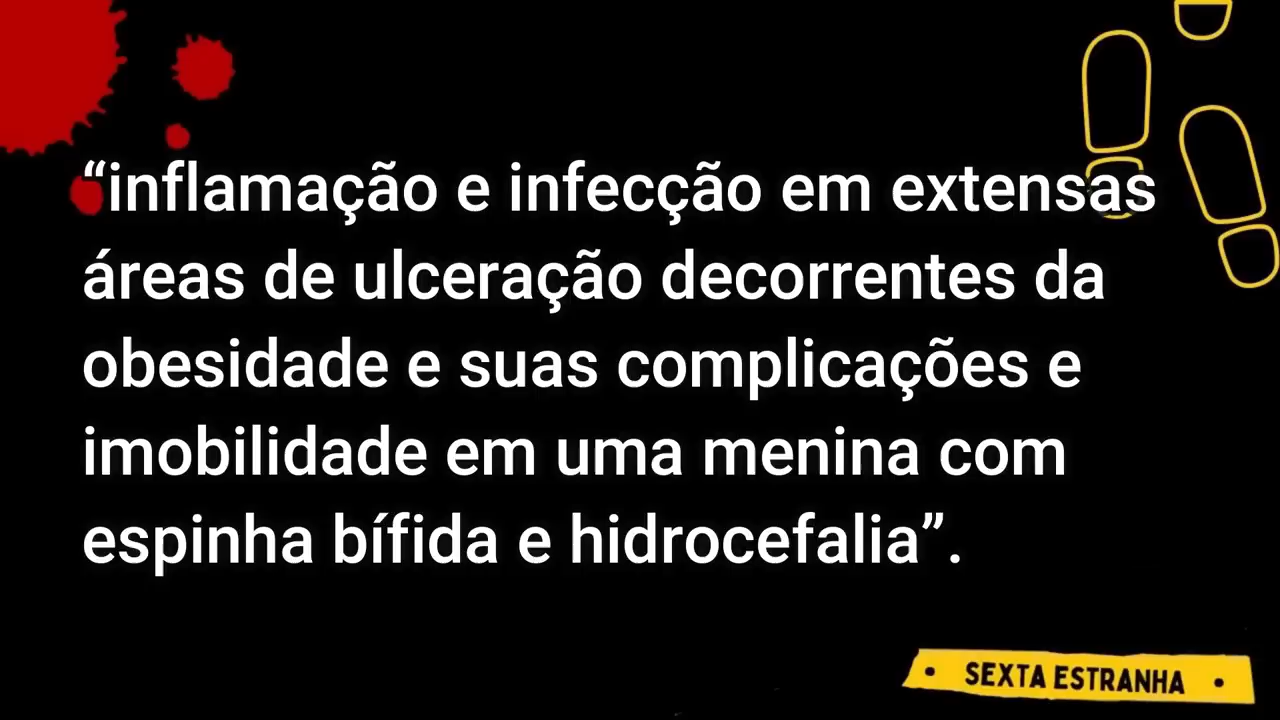 “inflamação e infecção em extensas
áreas de ulceração decorrentes da
obesidade e suas complicações e
imobilidade em uma menina com
espinha bífida e hidrocefalia”.
SEXTA ESTRANHA